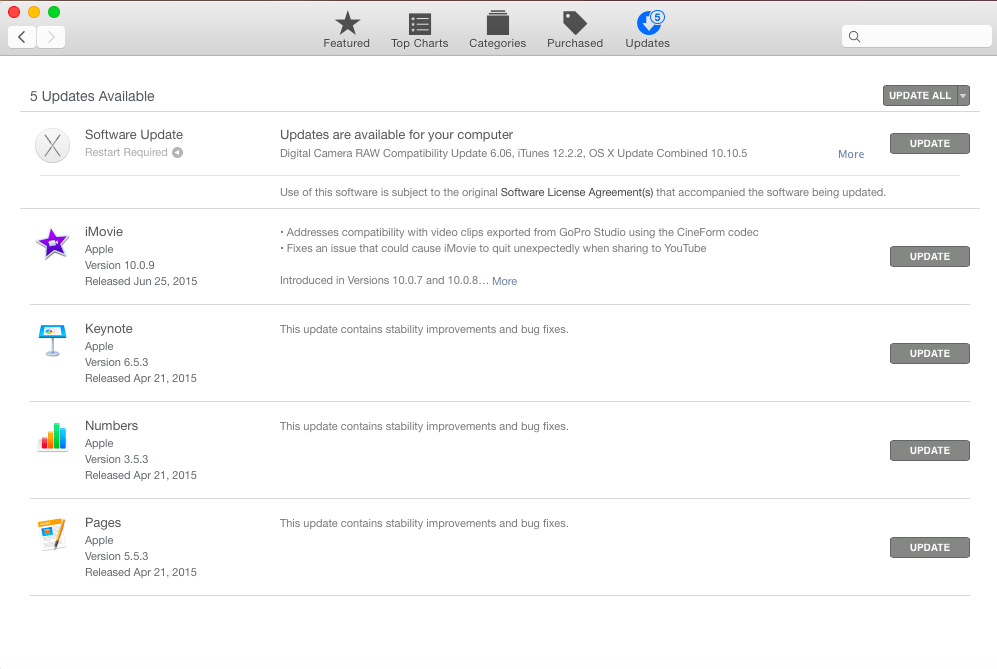 Featured
Top Charts
Categories
Purchased
5
Updates
5 Updates Available
UPDATE ALL
Software Update
Restart Required
Updates are available for your computer
Digital Camera RAW Compatibility Update 6.06, iTunes 12.2.2, OS X Update Combined 10.10.5
More
UPDATE
Use of this software is subject to the original Software License Agreement(s) that accompanied the software being updated.
iMovie
Apple
Version 10.0.9
Released Jun 25, 2015
• Addresses compatibility with video clips exported from GoPro Studio using the CineForm codec
• Fixes an issue that could cause iMovie to quit unexpectedly when sharing to YouTube
Introduced in Versions 10.0.7 and 10.0.8… More
UPDATE
Keynote
Apple
Version 6.5.3
Released Apr 21, 2015
This update contains stability improvements and bug fixes.
UPDATE
Numbers
Apple
Version 3.5.3
Released Apr 21, 2015
This update contains stability improvements and bug fixes.
UPDATE
Pages
Apple
Version 5.5.3
Released Apr 21, 2015
This update contains stability improvements and bug fixes.
UPDATE